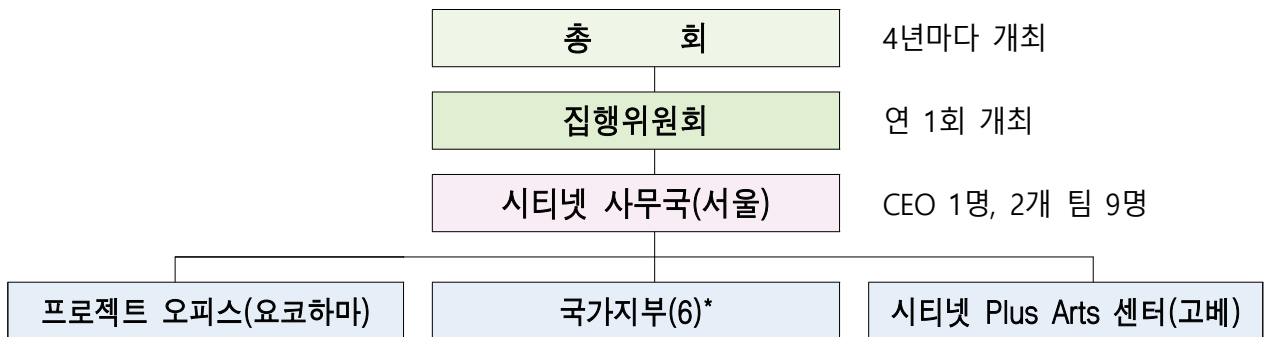 총 회 4년마다 개최
집행위원회 연 1회 개최
시티넷 사무국(서울) CEO 1명, 2개 팀 9명
프로젝트 오피스(요코하마) 국가지부(6)* 시티넷 Plus Arts 센터(고베)